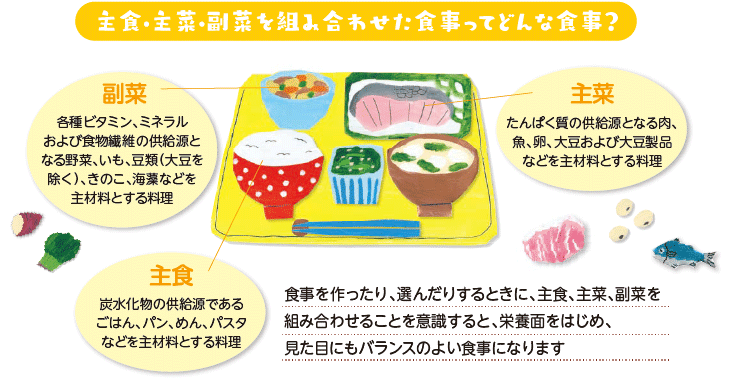 主食・主菜・副菜を組み合わせた食事ってどんな食事?
副菜
各種ビタミン、ミネラル
および食物繊維の供給源と
なる野菜、いも、豆類(大豆を
除く)、きのこ、海藻などを
主材料とする料理
主菜
たんぱく質の供給源となる肉、
魚、卵、大豆および大豆製品
などを主材料とする料理
主食
炭水化物の供給源である
ごはん、パン、めん、パスタ
などを主材料とする料理
食事を作ったり、選んだりするときに、主食、主菜、副菜を
組み合わせることを意識すると、栄養面をはじめ、
見た目にもバランスのよい食事になります